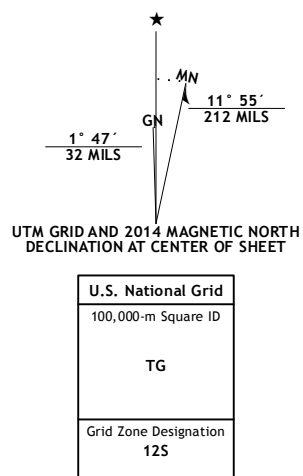 ★
MN
GN
11° 55´
212 MILS
1° 47´
32 MILS
UTM GRID AND 2014 MAGNETIC NORTH
DECLINATION AT CENTER OF SHEET
U.S. National Grid
100,000-m Square ID
TG
Grid Zone Designation
12S